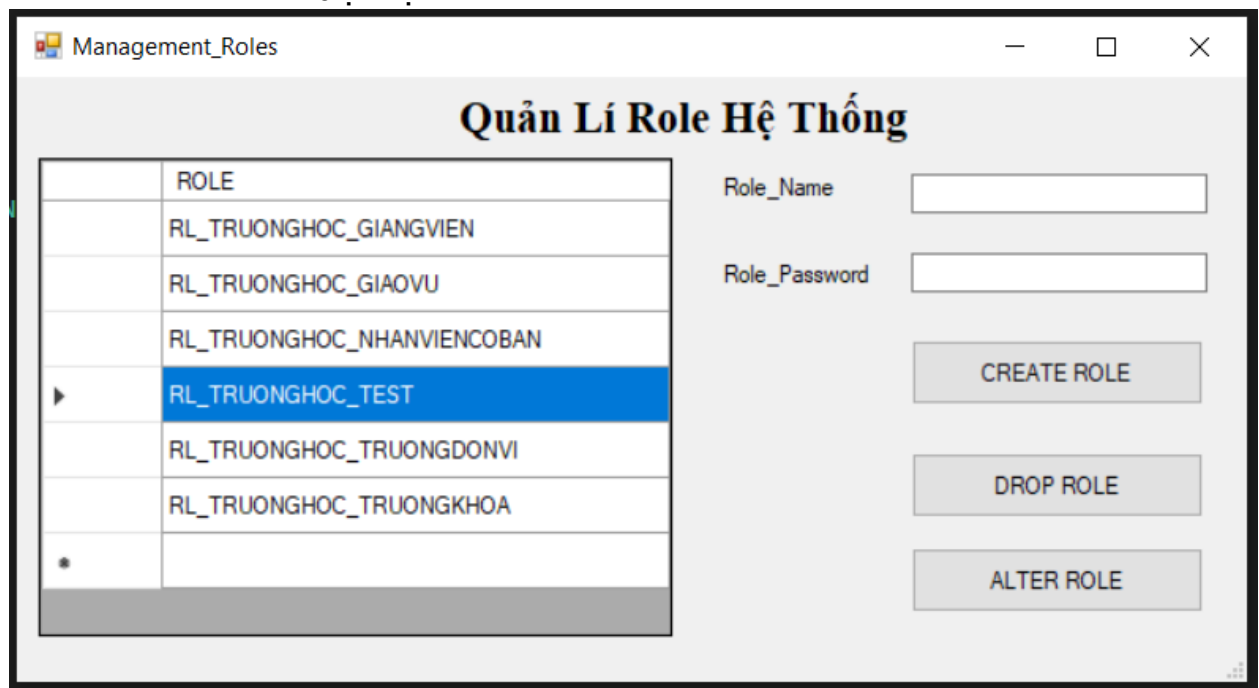 Management_Roles
Quản Lí Role Hệ Thống
ROLE
RL_TRUONGHOC_GIANGVIEN
RL_TRUONGHOC_GIAOVU
RL_TRUONGHOC_NHANVIENCOBAN
RL_TRUONGHOC_TEST
RL_TRUONGHOC_TRUONGDONVI
RL_TRUONGHOC_TRUONGKHOA
Role_Name
Role_Password
CREATE ROLE
DROP ROLE
ALTER ROLE